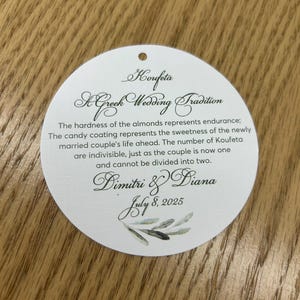 Koufeta
A Greek Wedding Tradition
The hardness of the almonds represents endurance;
The candy coating represents the sweetness of the newly
married couple's life ahead. The number of Koufeta
are indivisible, just as the couple is now one
and cannot be divided into two.
Dimitri & Diana
July 8, 2025